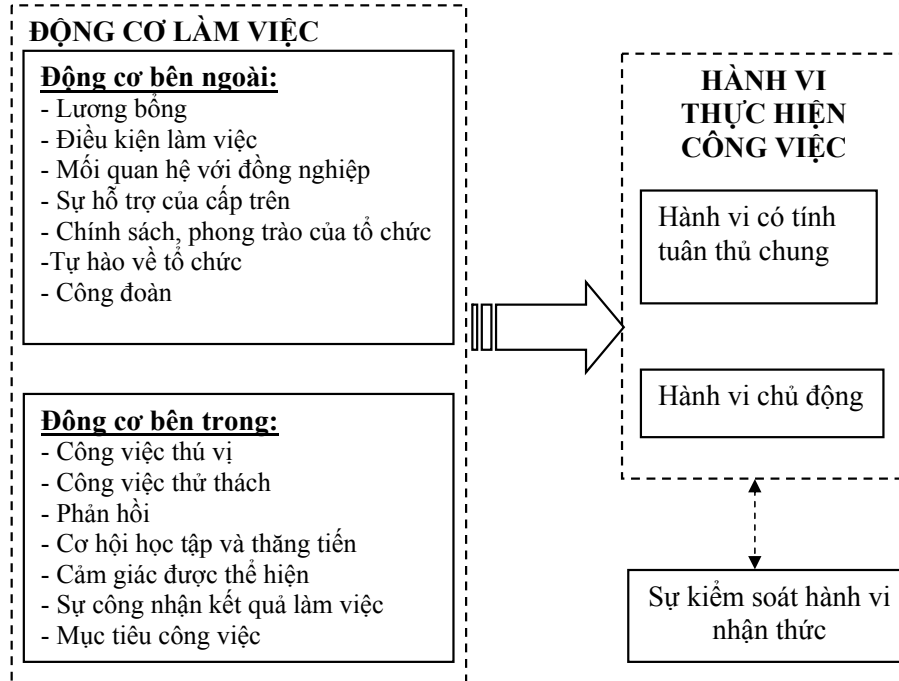 ĐỘNG CƠ LÀM VIỆC
Động cơ bên ngoài:
- Lương bổng
- Điều kiện làm việc
- Mối quan hệ với đồng nghiệp
- Sự hỗ trợ của cấp trên
- Chính sách, phong trào của tổ chức
-Tự hào về tổ chức
- Công đoàn
Đông cơ bên trong:
- Công việc thú vị
- Công việc thử thách
- Phản hồi
- Cơ hội học tập và thăng tiến
- Cảm giác được thể hiện
- Sự công nhận kết quả làm việc
- Mục tiêu công việc
HÀNH VI
THỰC HIỆN
CÔNG VIỆC
Hành vi có tính
tuân thủ chung
Hành vi chủ động
Sự kiểm soát hành vi
nhận thức